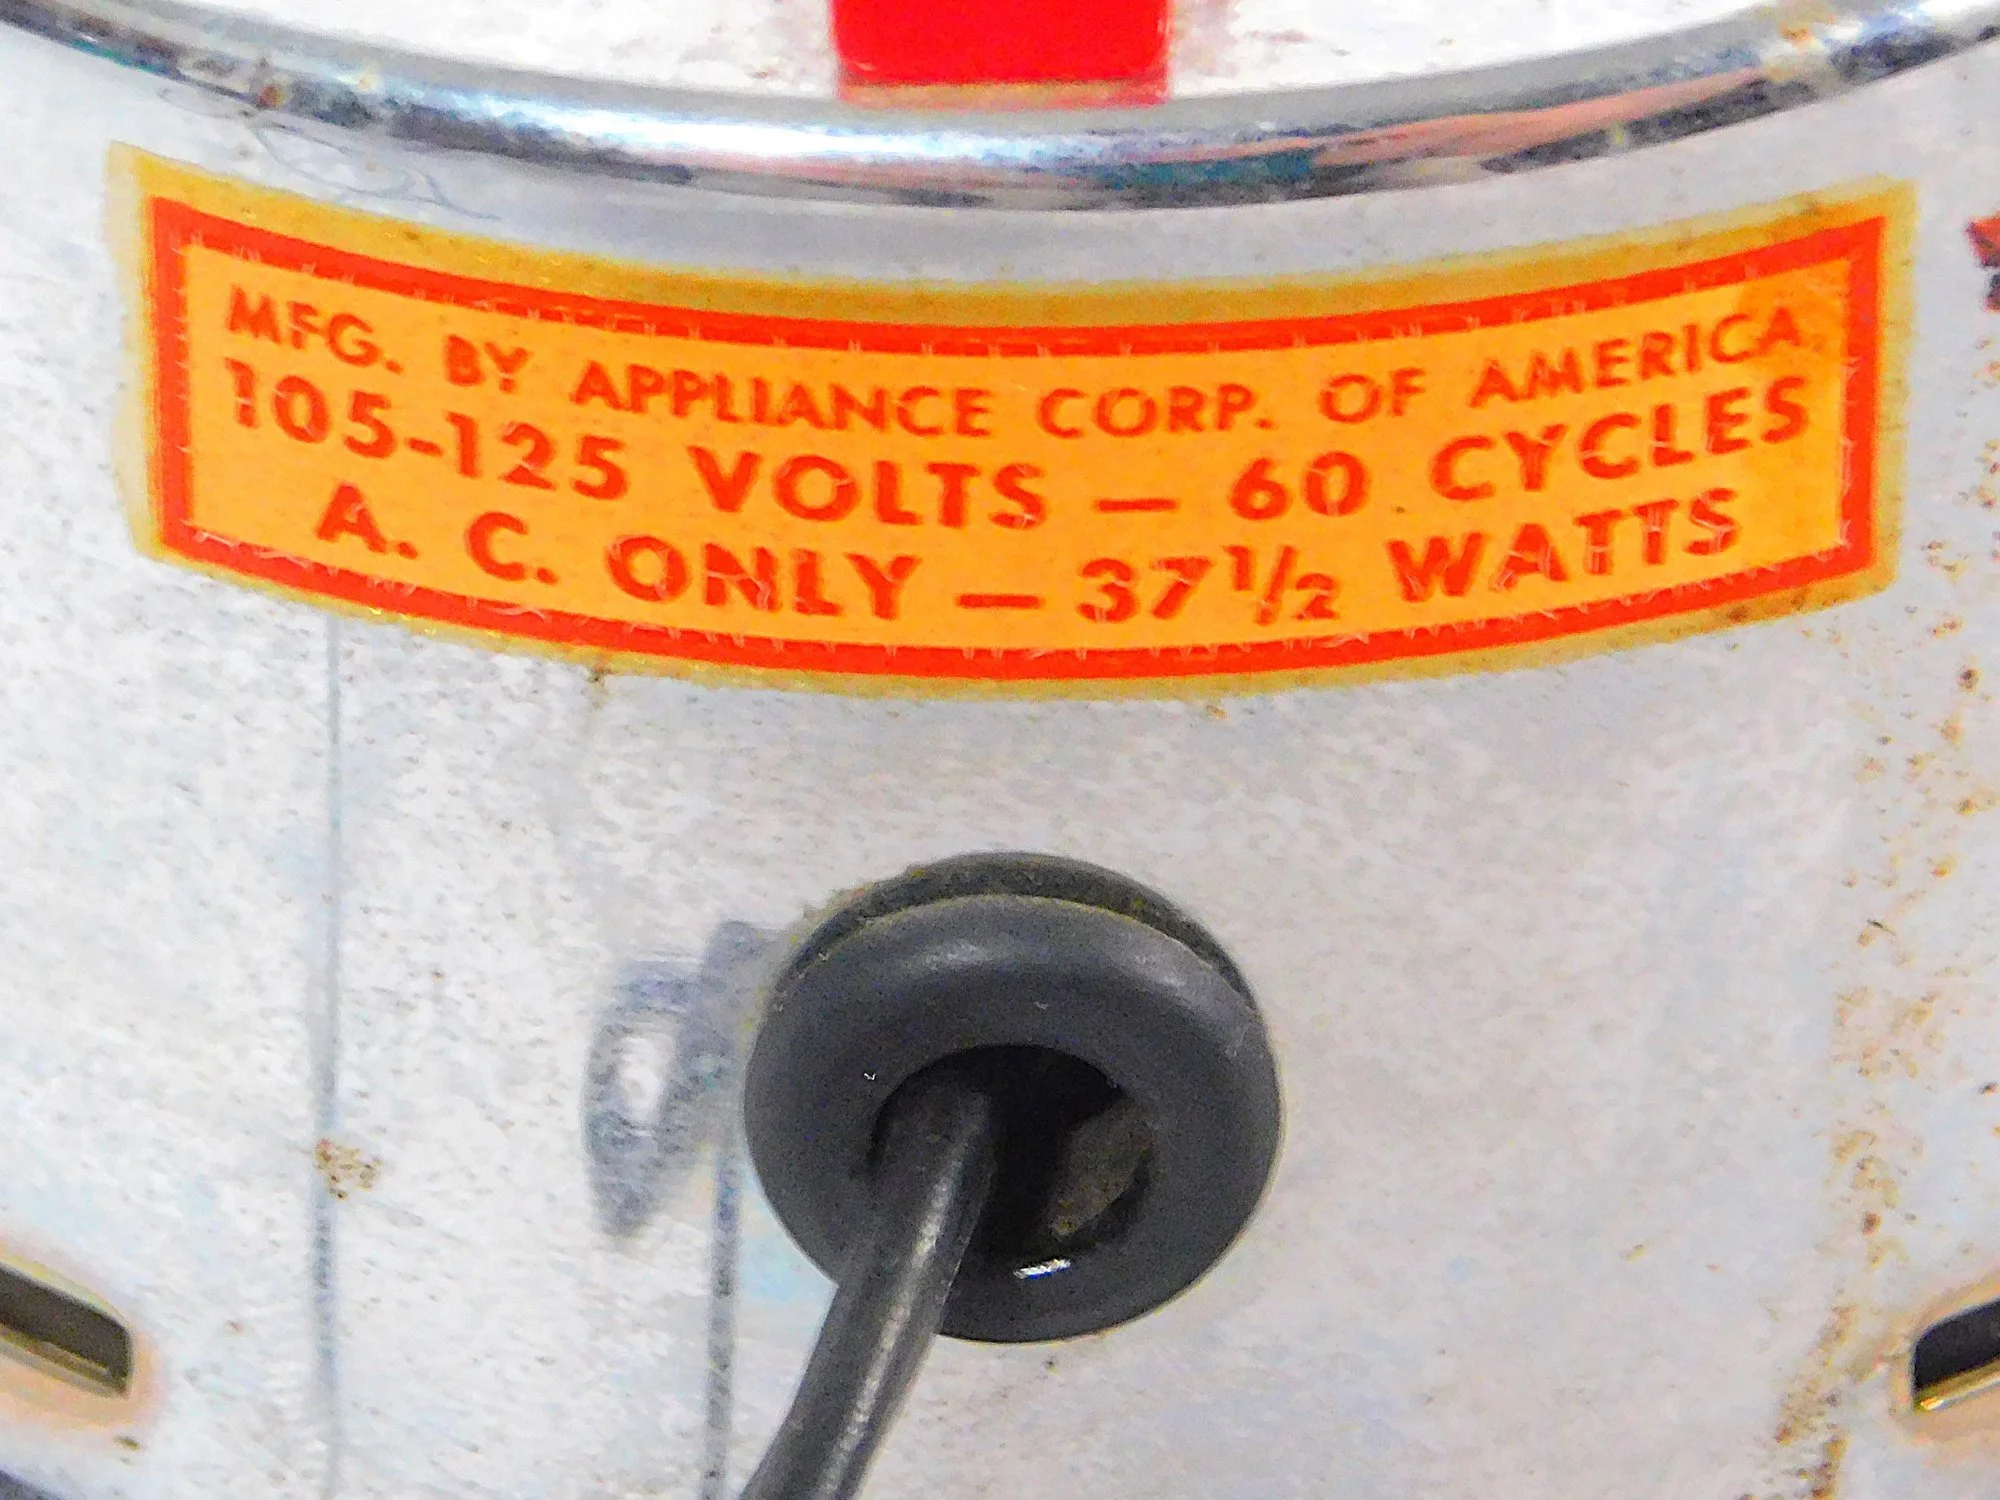 MFG. BY APPLIANCE CORP. OF AMERICA.
105-125 VOLTS — 60 CYCLES
A. C. ONLY — 37½ WATTS